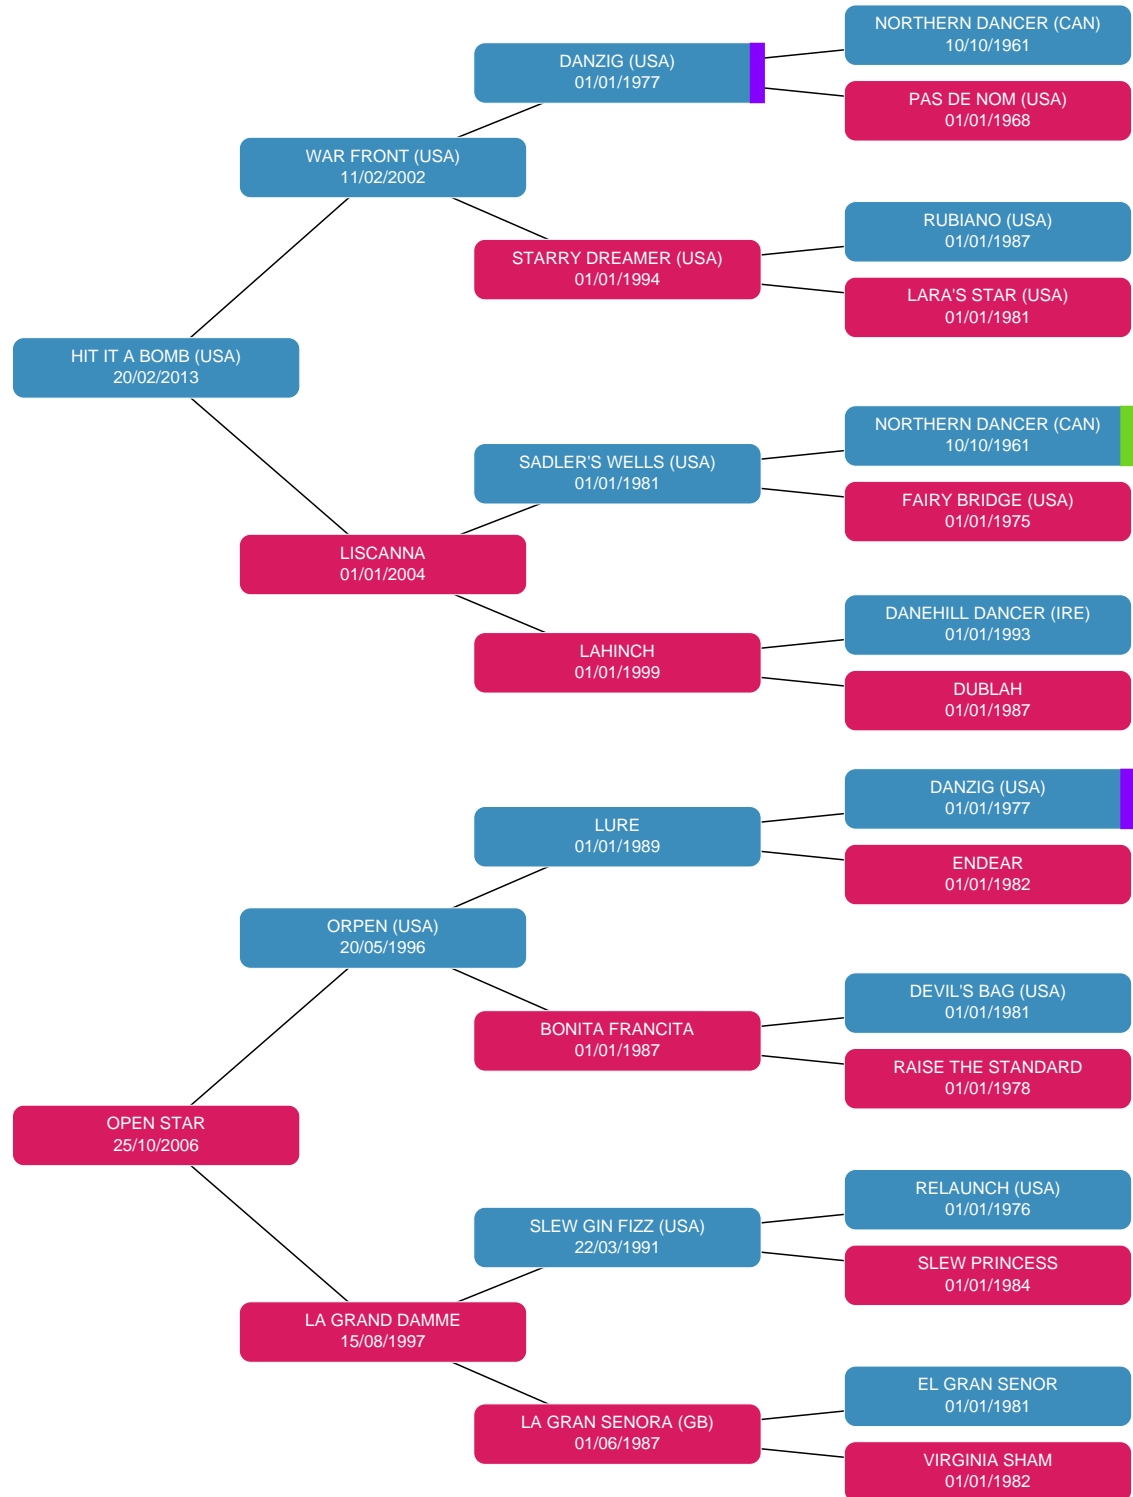 NORTHERN DANCER (CAN)
10/10/1961
DANZIG (USA)
01/01/1977
PAS DE NOM (USA)
01/01/1968
WAR FRONT (USA)
11/02/2002
RUBIANO (USA)
01/01/1987
STARRY DREAMER (USA)
01/01/1994
LARA'S STAR (USA)
01/01/1981
HIT IT A BOMB (USA)
20/02/2013
NORTHERN DANCER (CAN)
10/10/1961
SADLER'S WELLS (USA)
01/01/1981
FAIRY BRIDGE (USA)
01/01/1975
LISCANNA
01/01/2004
DANEHILL DANCER (IRE)
01/01/1993
LAHINCH
01/01/1999
DUBLAH
01/01/1987
DANZIG (USA)
01/01/1977
LURE
01/01/1989
ENDEAR
01/01/1982
ORPEN (USA)
20/05/1996
DEVIL'S BAG (USA)
01/01/1981
BONITA FRANCITA
01/01/1987
RAISE THE STANDARD
01/01/1978
OPEN STAR
25/10/2006
RELAUNCH (USA)
01/01/1976
SLEW GIN FIZZ (USA)
22/03/1991
SLEW PRINCESS
01/01/1984
LA GRAND DAMME
15/08/1997
EL GRAN SENOR
01/01/1981
LA GRAN SENORA (GB)
01/06/1987
VIRGINIA SHAM
01/01/1982